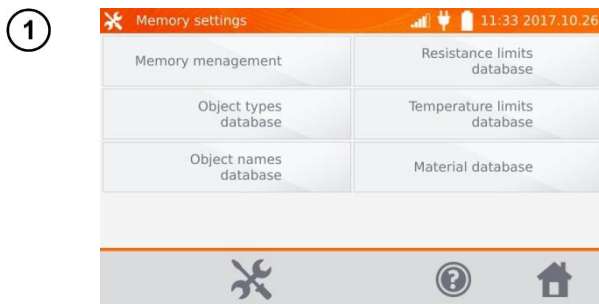 1
Memory settings
11:33 2017.10.26
Memory menagement
Resistance limits
database
Object types
database
Temperature limits
database
Object names
database
Material database
?